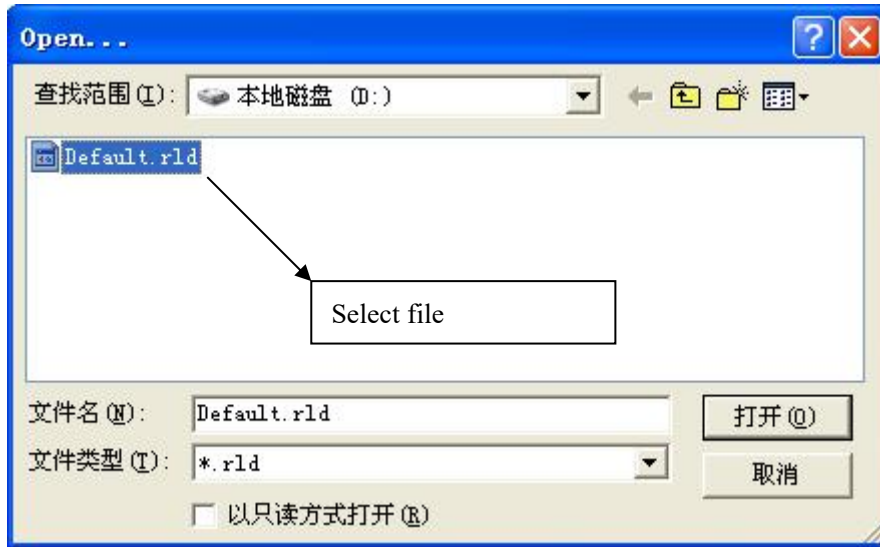 Open...
查找范围(I): 本地磁盘 (D:)
Default.rld
Select file
文件名(N): Default.rld 打开(O)
文件类型(T): *.rld 取消
以只读方式打开(R)